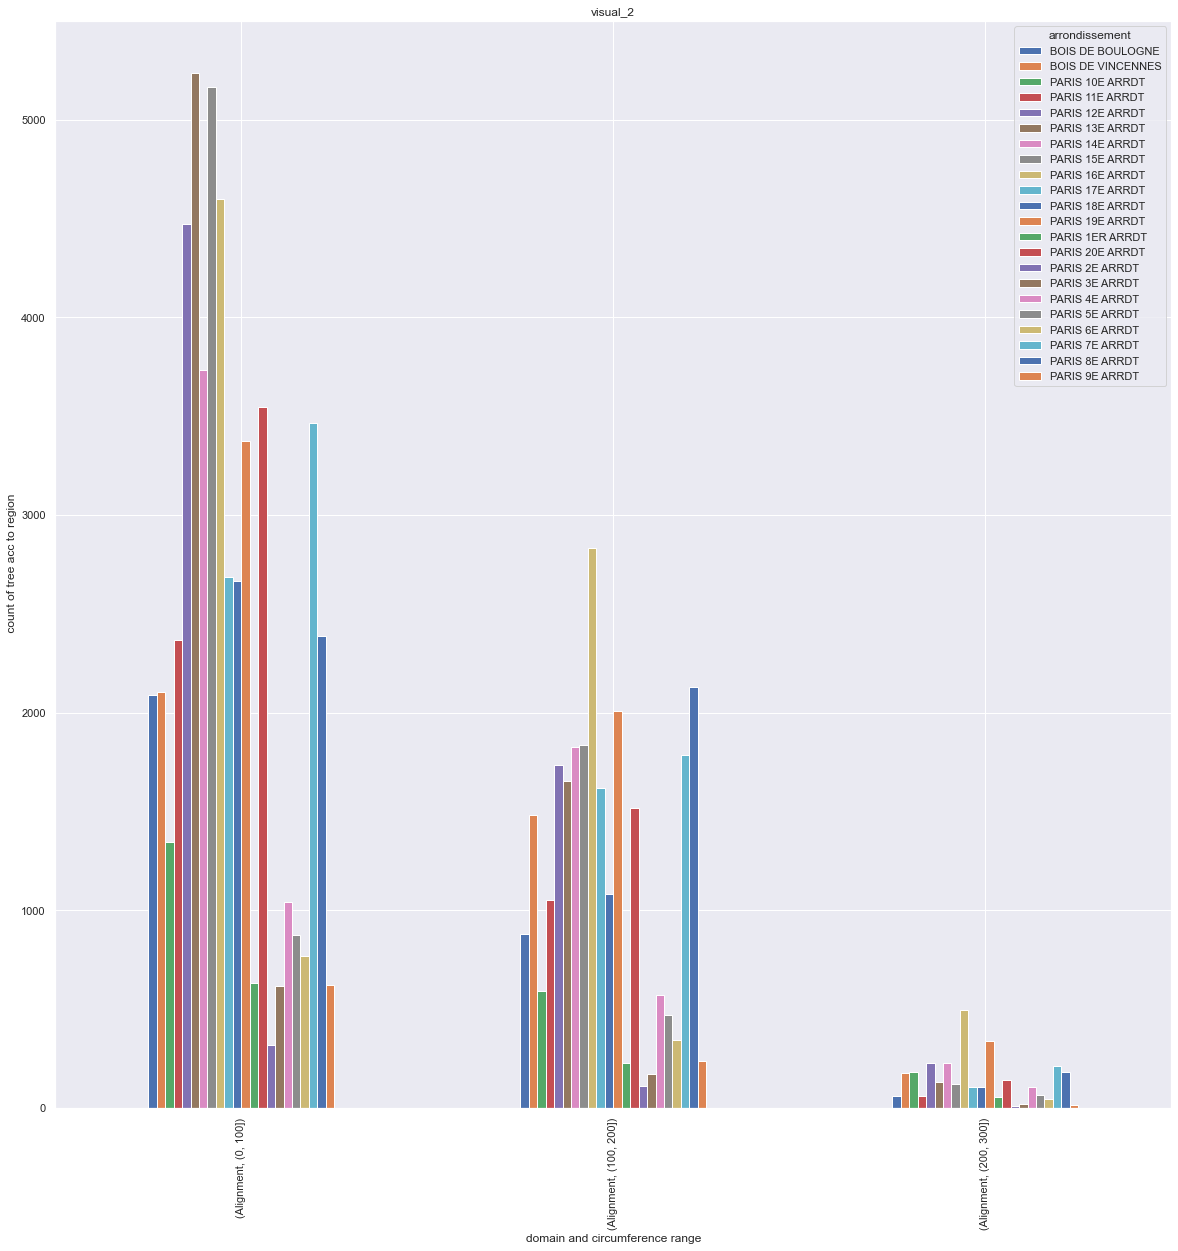 visual_2
arrondissement
BOIS DE BOULOGNE
BOIS DE VINCENNES
PARIS 10E ARRDT
PARIS 11E ARRDT
PARIS 12E ARRDT
PARIS 13E ARRDT
PARIS 14E ARRDT
PARIS 15E ARRDT
PARIS 16E ARRDT
PARIS 17E ARRDT
PARIS 18E ARRDT
PARIS 19E ARRDT
PARIS 1ER ARRDT
PARIS 20E ARRDT
PARIS 2E ARRDT
PARIS 3E ARRDT
PARIS 4E ARRDT
PARIS 5E ARRDT
PARIS 6E ARRDT
PARIS 7E ARRDT
PARIS 8E ARRDT
PARIS 9E ARRDT
5000
4000
3000
2000
1000
0
count of tree acc to region
(Alignment, (0, 100])
(Alignment, (100, 200])
(Alignment, (200, 300])
domain and circumference range